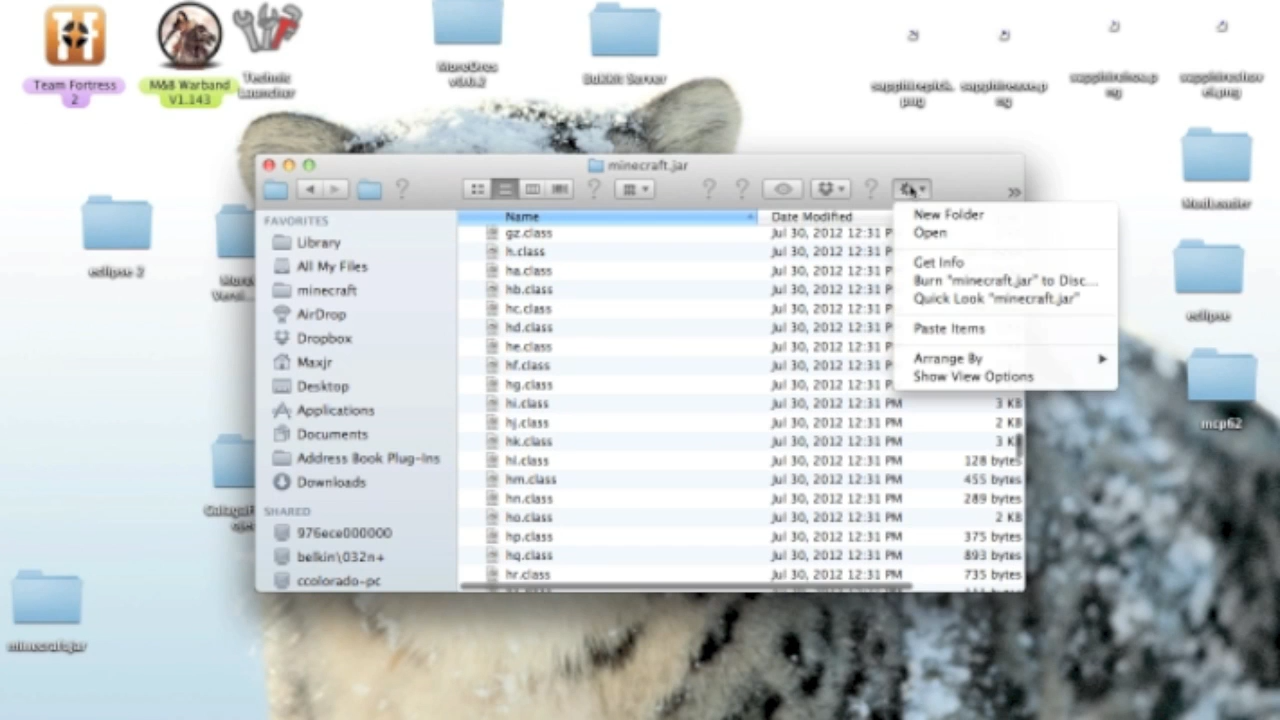 Team Fortress
2
M&B Warband
V1.143
Technic
Launcher
MoreOres
Bukkit Server
eclipse 2
minecraft.jar
ModLoader
eclipse
mcp62
minecraft.jar
FAVORITES
Library
All My Files
minecraft
AirDrop
Dropbox
Maxjr
Desktop
Applications
Documents
Address Book Plug-Ins
Downloads
SHARED
976ece000000
belkin\032n+
ccolorado-pc
Name Date Modified
gz.class Jul 30, 2012 12:31 P
h.class Jul 30, 2012 12:31 P
ha.class Jul 30, 2012 12:31 P
hb.class Jul 30, 2012 12:31 P
hc.class Jul 30, 2012 12:31 P
hd.class Jul 30, 2012 12:31 P
he.class Jul 30, 2012 12:31 P
hf.class Jul 30, 2012 12:31 P
hg.class Jul 30, 2012 12:31 P
hi.class Jul 30, 2012 12:31 PM 3 KB
hj.class Jul 30, 2012 12:31 PM 2 KB
hk.class Jul 30, 2012 12:31 PM 3 KB
hl.class Jul 30, 2012 12:31 PM 128 bytes
hm.class Jul 30, 2012 12:31 PM 455 bytes
hn.class Jul 30, 2012 12:31 PM 289 bytes
ho.class Jul 30, 2012 12:31 PM 2 KB
hp.class Jul 30, 2012 12:31 PM 375 bytes
hq.class Jul 30, 2012 12:31 PM 893 bytes
hr.class Jul 30, 2012 12:31 PM 735 bytes
New Folder
Open
Get Info
Burn "minecraft.jar" to Disc...
Quick Look "minecraft.jar"
Paste Items
Arrange By
Show View Options